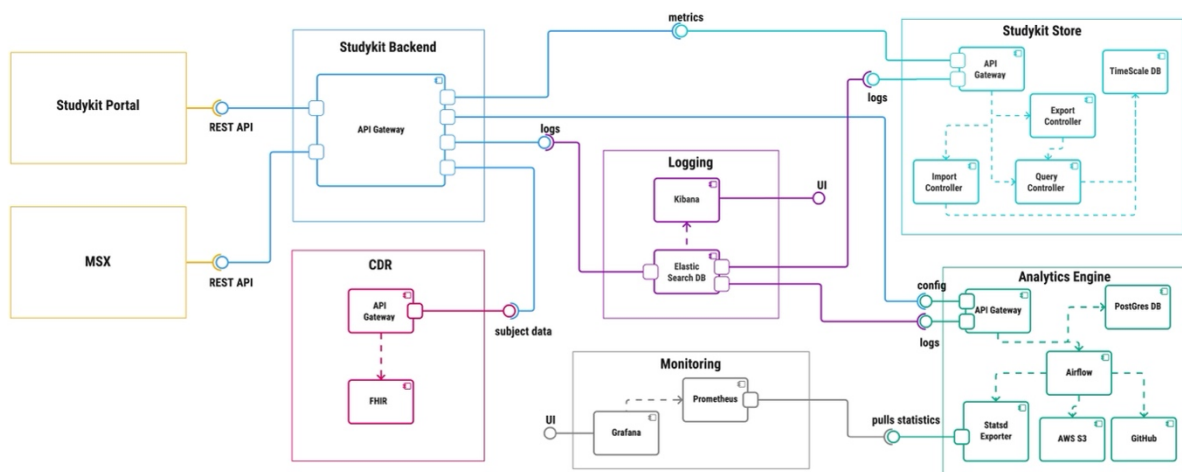 metrics
Studykit Store
Studykit Backend
API
Gateway
TimeScale DB
Studykit Portal
REST API
API Gateway
logs
Export
Controller
logs
Logging
Import
Controller
Query
Controller
Kibana
UI
MSX
REST API
CDR
Elastic
Search DB
Analytics Engine
config
API
Gateway
API Gateway
PostGres DB
subject data
logs
Monitoring
Airflow
FHIR
Prometheus
UI
Grafana
pulls statistics
Statsd
Exporter
AWS S3
GitHub